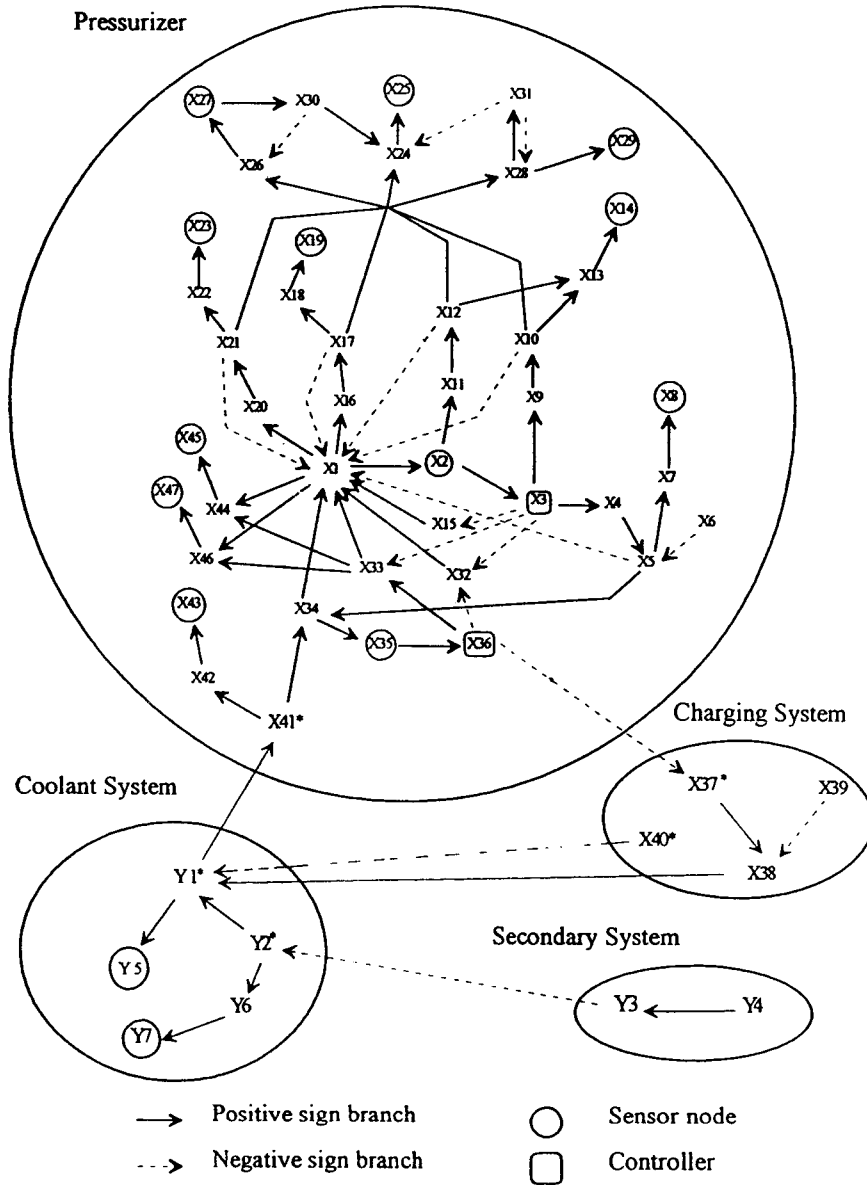 Pressurizer
X27
X30
X25
X31
X26
X24
X28
X29
X23
X19
X14
X22
X18
X12
X13
X21
X17
X10
X20
X16
X11
X9
X8
X45
X1
X2
X7
X47
X44
X15
X3
X4
X6
X46
X33
X32
X5
X43
X34
X35
X36
X42
X41*
Charging System
Coolant System
X37*
X39
X40*
X38
Y1*
Y2*
Secondary System
Y5
Y6
Y3
Y4
Y7
Positive sign branch
Sensor node
Negative sign branch
Controller